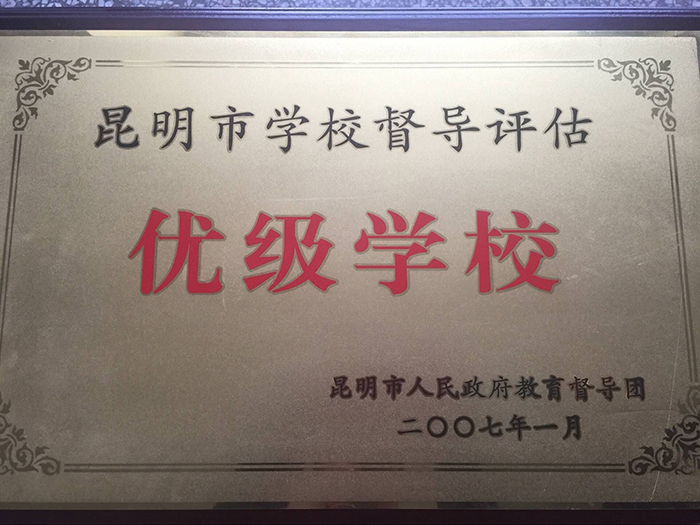 昆明市学校督导评估
优级学校
昆明市人民政府教育督导团
二〇〇七年一月